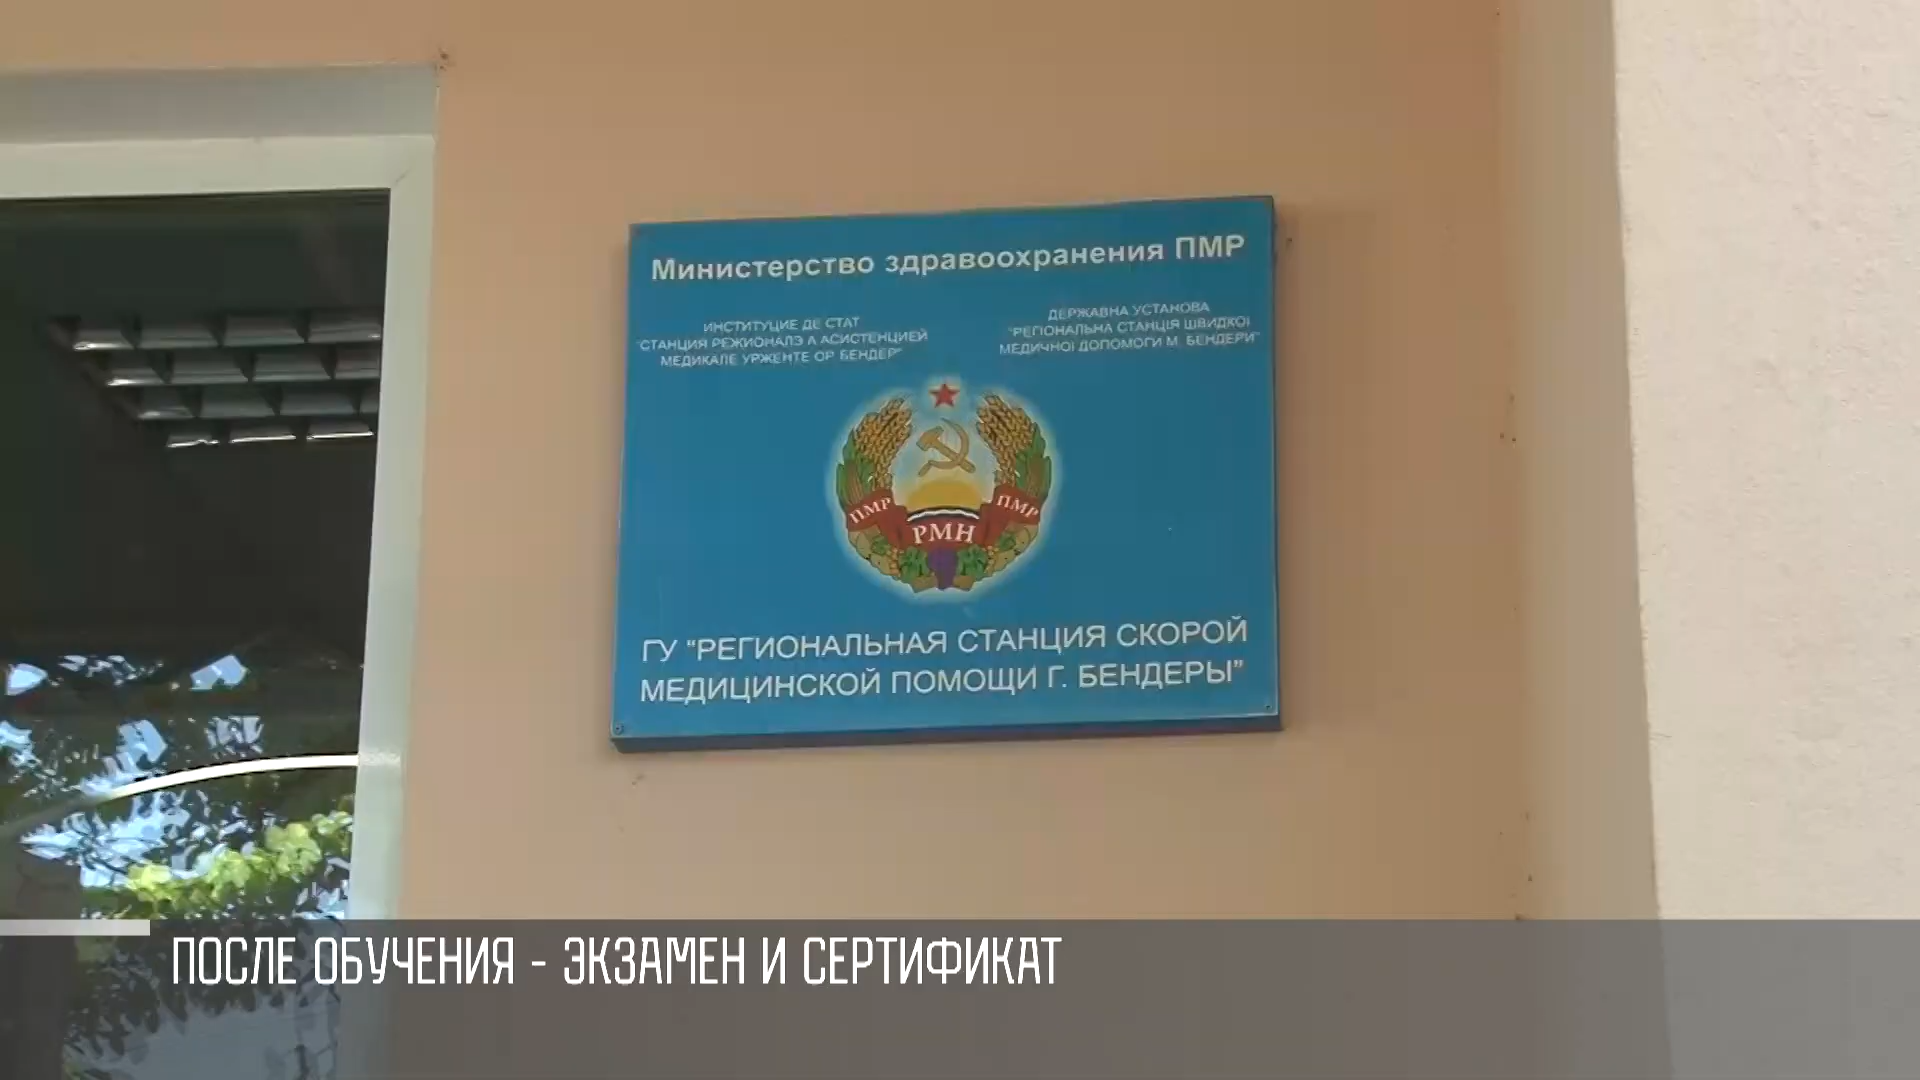 Министерство здравоохранения ПМР
ИНСТИТУЦИЕ ДЕ СТАТ
"СТАНЦИЯ РЕЖИОНАЛЭ А АСИСТЕНЦЕЙ
МЕДИКАЛЕ УРЖЕНТЕ ОР. БЕНДЕР"
ДЕРЖАВНА УСТАНОВА
"РЕГІОНАЛЬНА СТАНЦІЯ ШВИДКОЇ
МЕДИЧНОЇ ДОПОМОГИ М. БЕНДЕРИ"
ПМР
РМН
ПМР
ГУ "РЕГИОНАЛЬНАЯ СТАНЦИЯ СКОРОЙ
МЕДИЦИНСКОЙ ПОМОЩИ Г. БЕНДЕРЫ"
ПОСЛЕ ОБУЧЕНИЯ - ЭКЗАМЕН И СЕРТИФИКАТ